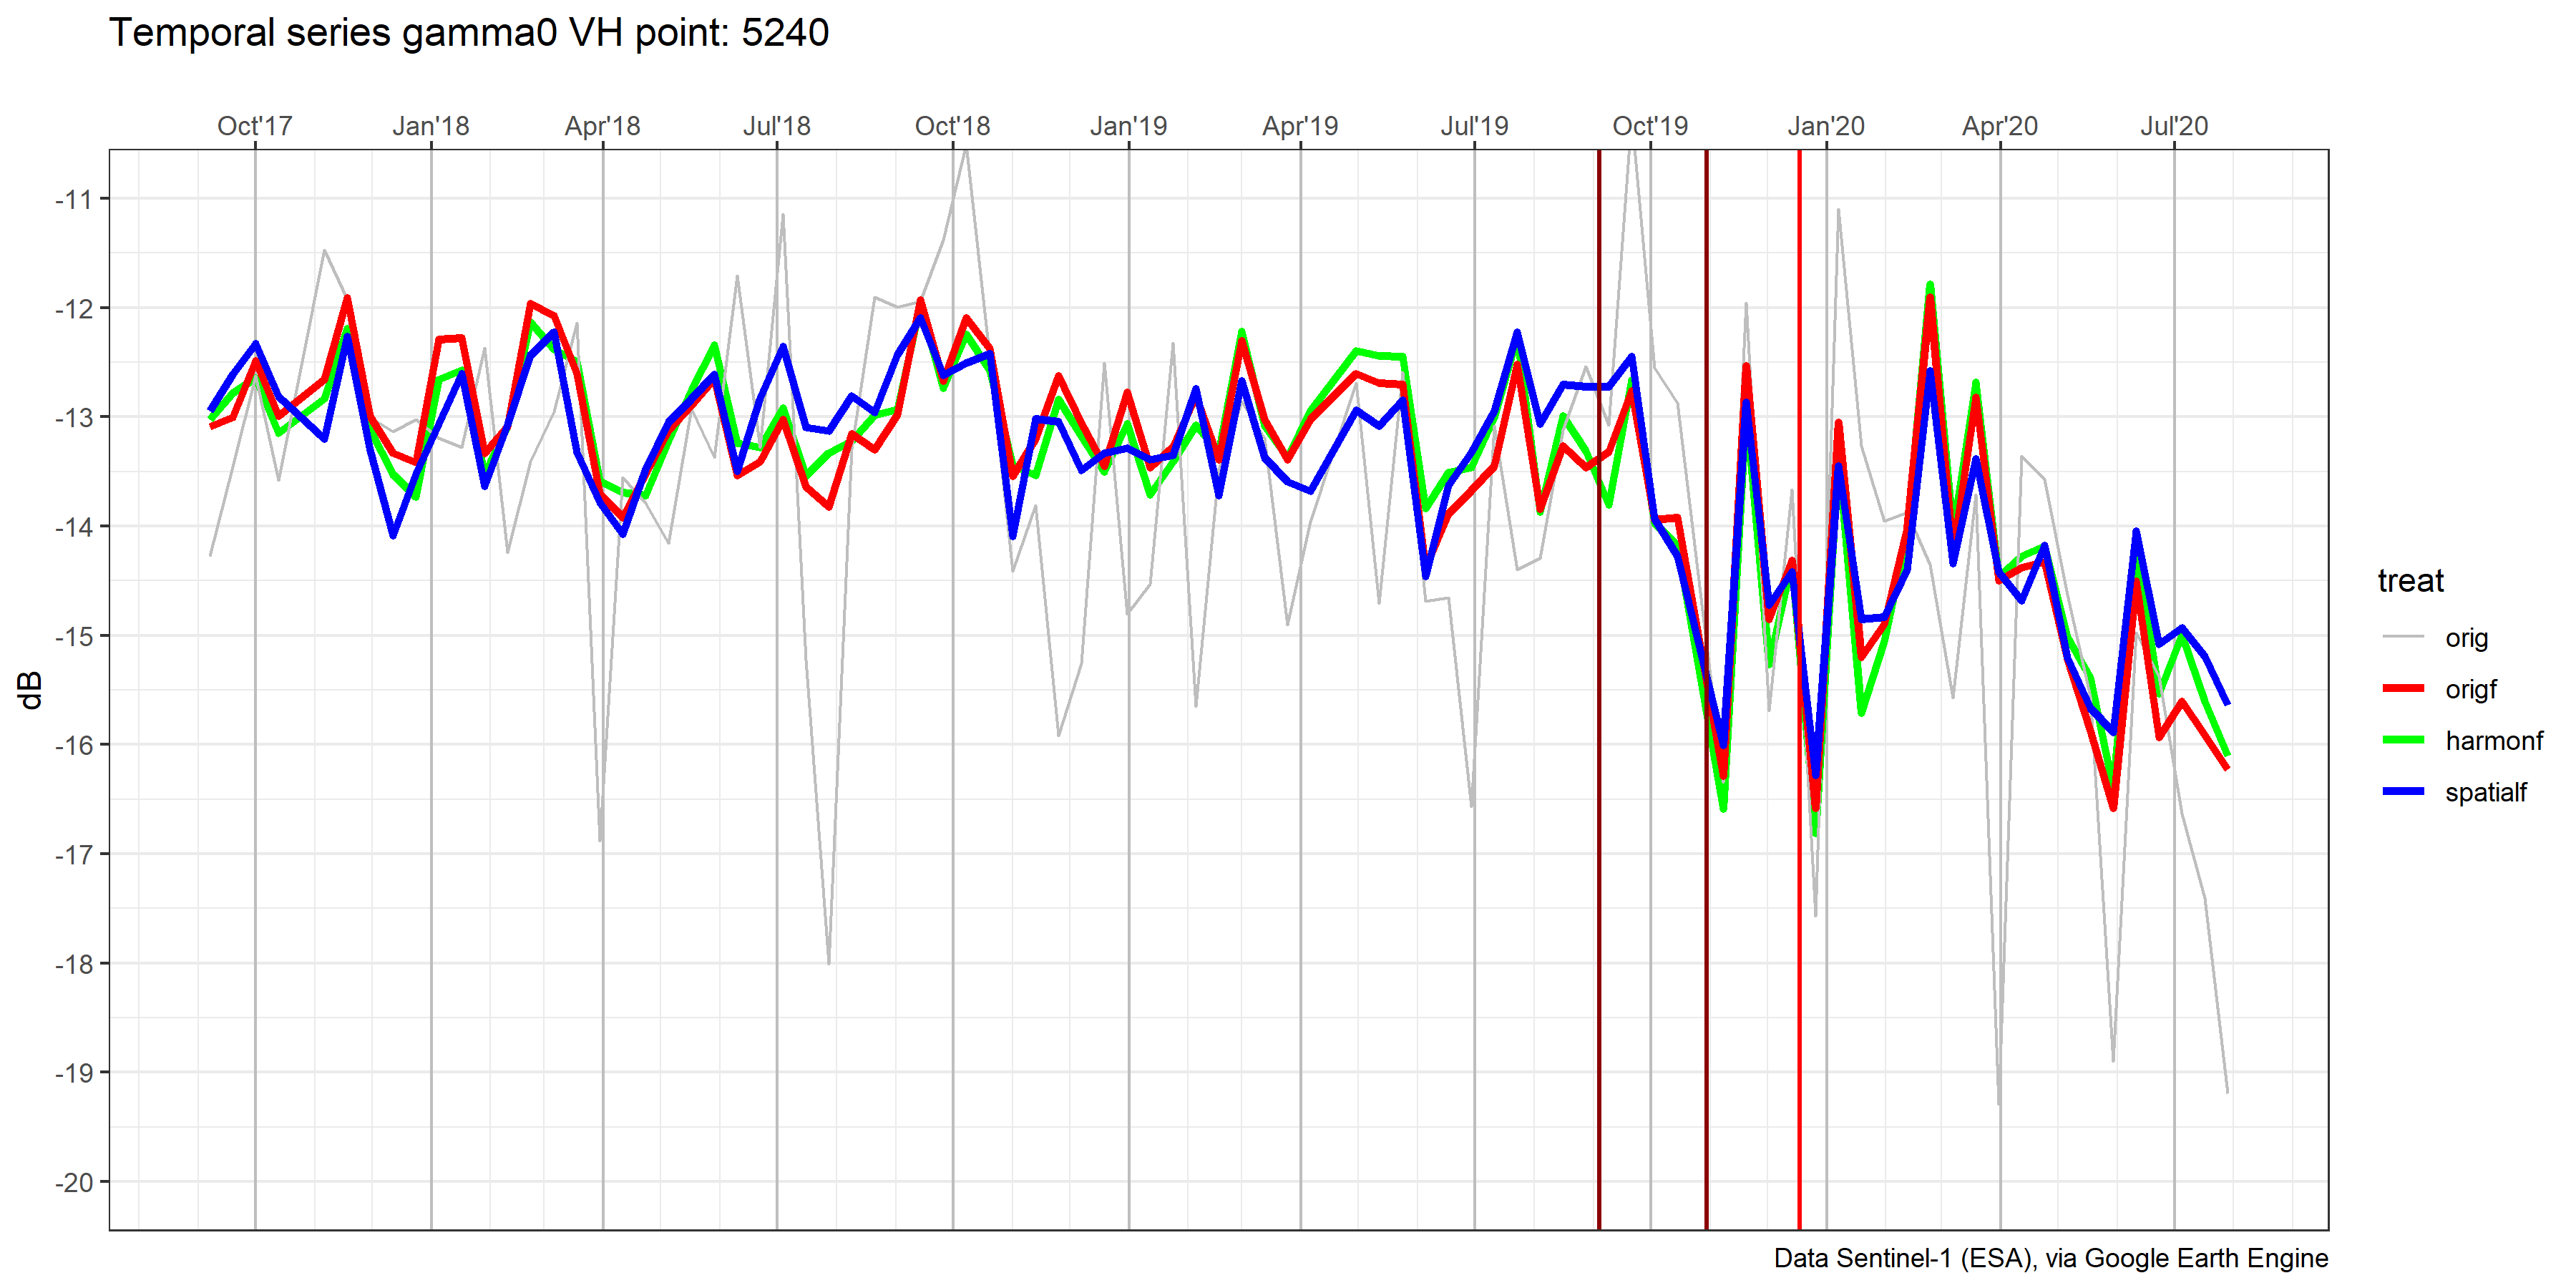 Temporal series gamma0 VH point: 5240
Oct'17 Jan'18 Apr'18 Jul'18 Oct'18 Jan'19 Apr'19 Jul'19 Oct'19 Jan'20 Apr'20 Jul'20
-11
-12
-13
-14
-15
-16
-17
-18
-19
-20
dB
treat
orig
origf
harmonf
spatialf
Data Sentinel-1 (ESA), via Google Earth Engine